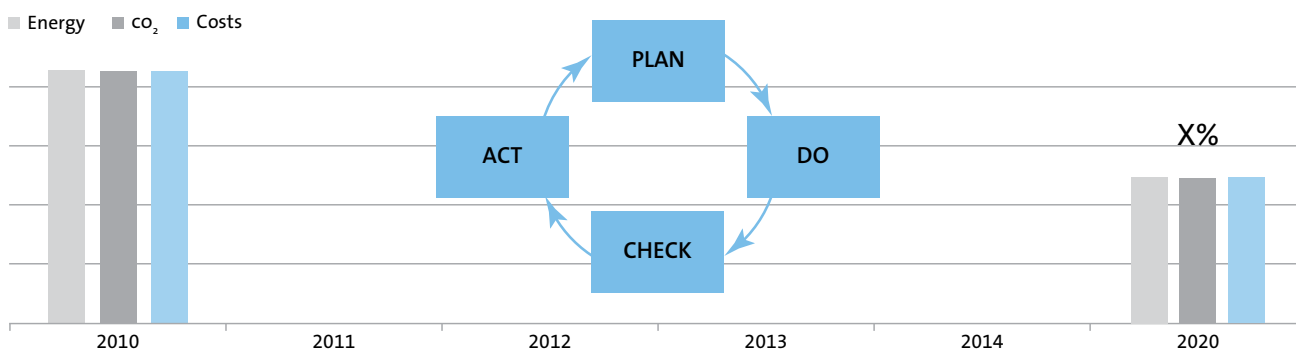 Energy CO₂ Costs
PLAN
X%
ACT DO
CHECK
2010 2011 2012 2013 2014 2020